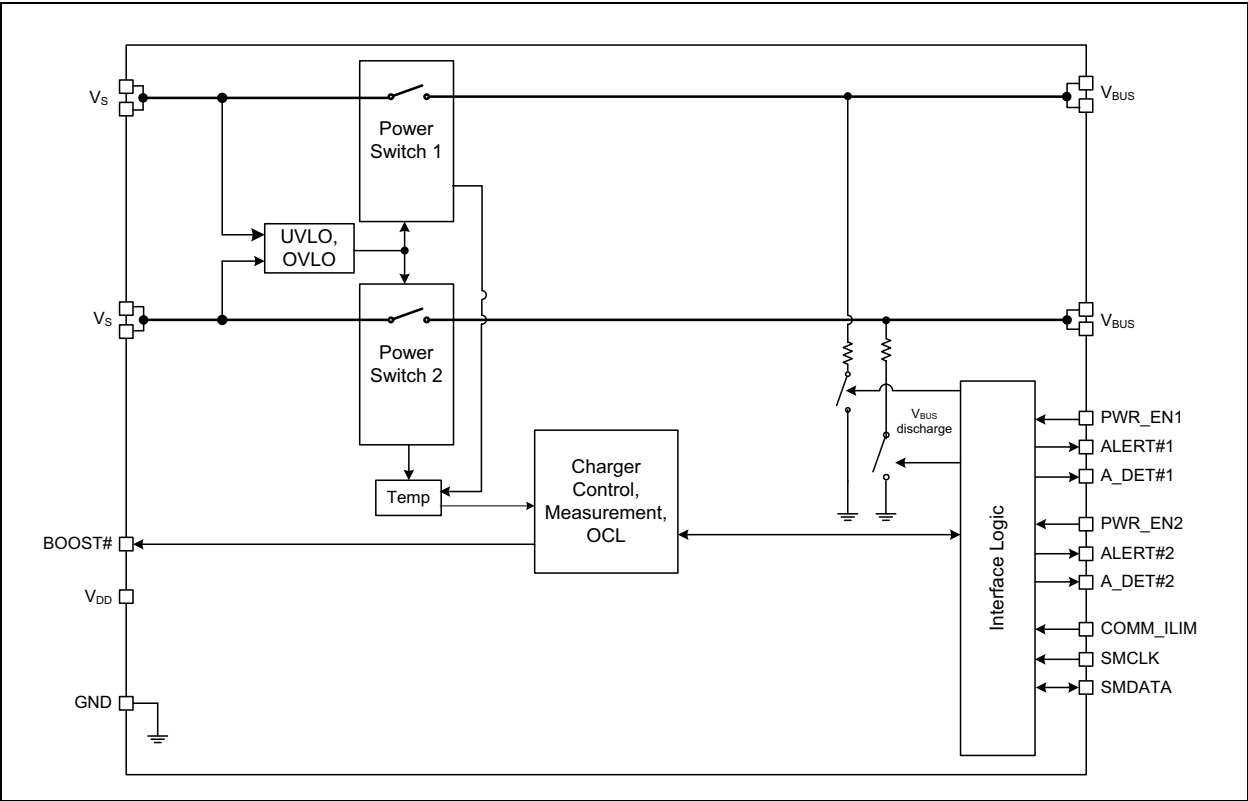 VS
Power
Switch 1
VBUS
UVLO,
OVLO
VS
Power
Switch 2
VBUS
VBUS
discharge
Temp
Charger
Control,
Measurement,
OCL
BOOST#
VDD
GND
Interface Logic
PWR_EN1
ALERT#1
A_DET#1
PWR_EN2
ALERT#2
A_DET#2
COMM_ILIM
SMCLK
SMDATA